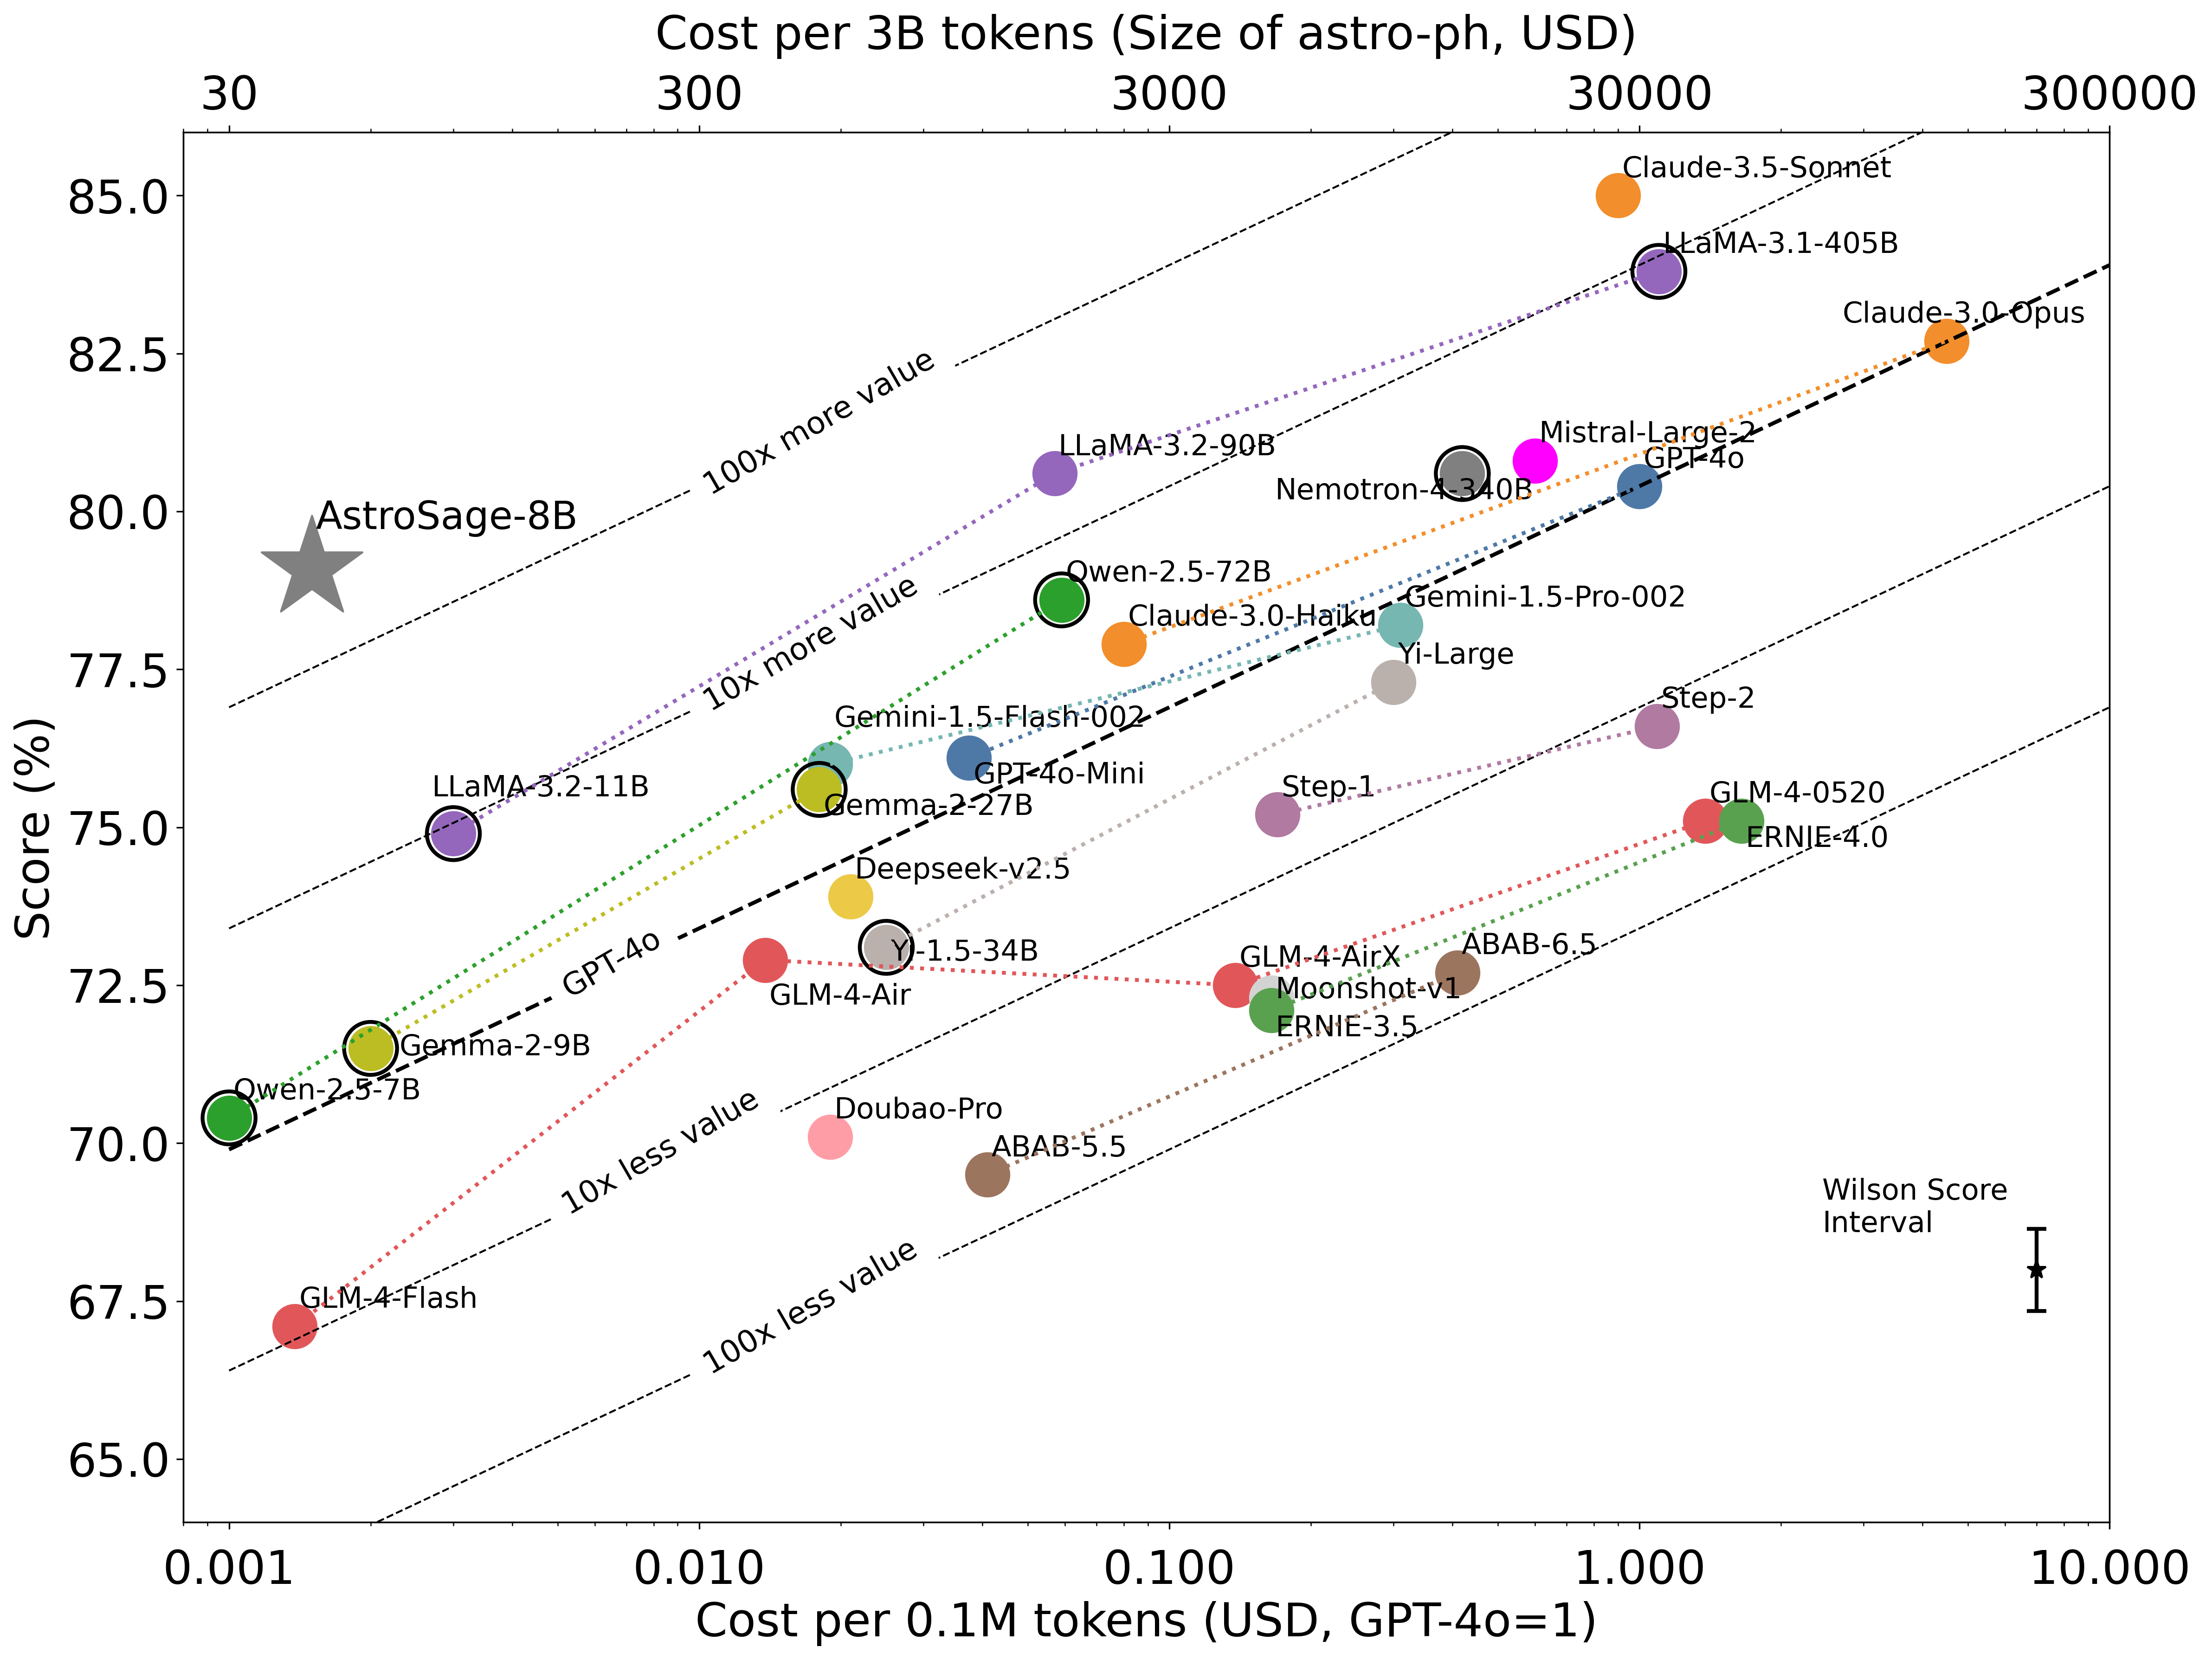 Cost per 3B tokens (Size of astro-ph, USD)
30 300 3000 30000 300000
85.0
82.5
80.0
77.5
75.0
72.5
70.0
67.5
65.0
Score (%)
Claude-3.5-Sonnet
LLaMA-3.1-405B
Claude-3.0-Opus
100x more value
LLaMA-3.2-90B
Mistral-Large-2
GPT-4o
Nemotron-4-340B
AstroSage-8B
Qwen-2.5-72B
10x more value
Claude-3.0-Haiku
Gemini-1.5-Pro-002
Yi-Large
Step-2
Gemini-1.5-Flash-002
GPT-4o-Mini
LLaMA-3.2-11B
Gemma-2-27B
Step-1
GLM-4-0520
ERNIE-4.0
Deepseek-v2.5
GPT-4o
Yi-1.5-34B
GLM-4-Air
GLM-4-AirX
ABAB-6.5
Moonshot-v1
ERNIE-3.5
Gemma-2-9B
Qwen-2.5-7B
10x less value
Doubao-Pro
ABAB-5.5
Wilson Score
Interval
100x less value
GLM-4-Flash
0.001 0.010 0.100 1.000 10.000
Cost per 0.1M tokens (USD, GPT-4o=1)